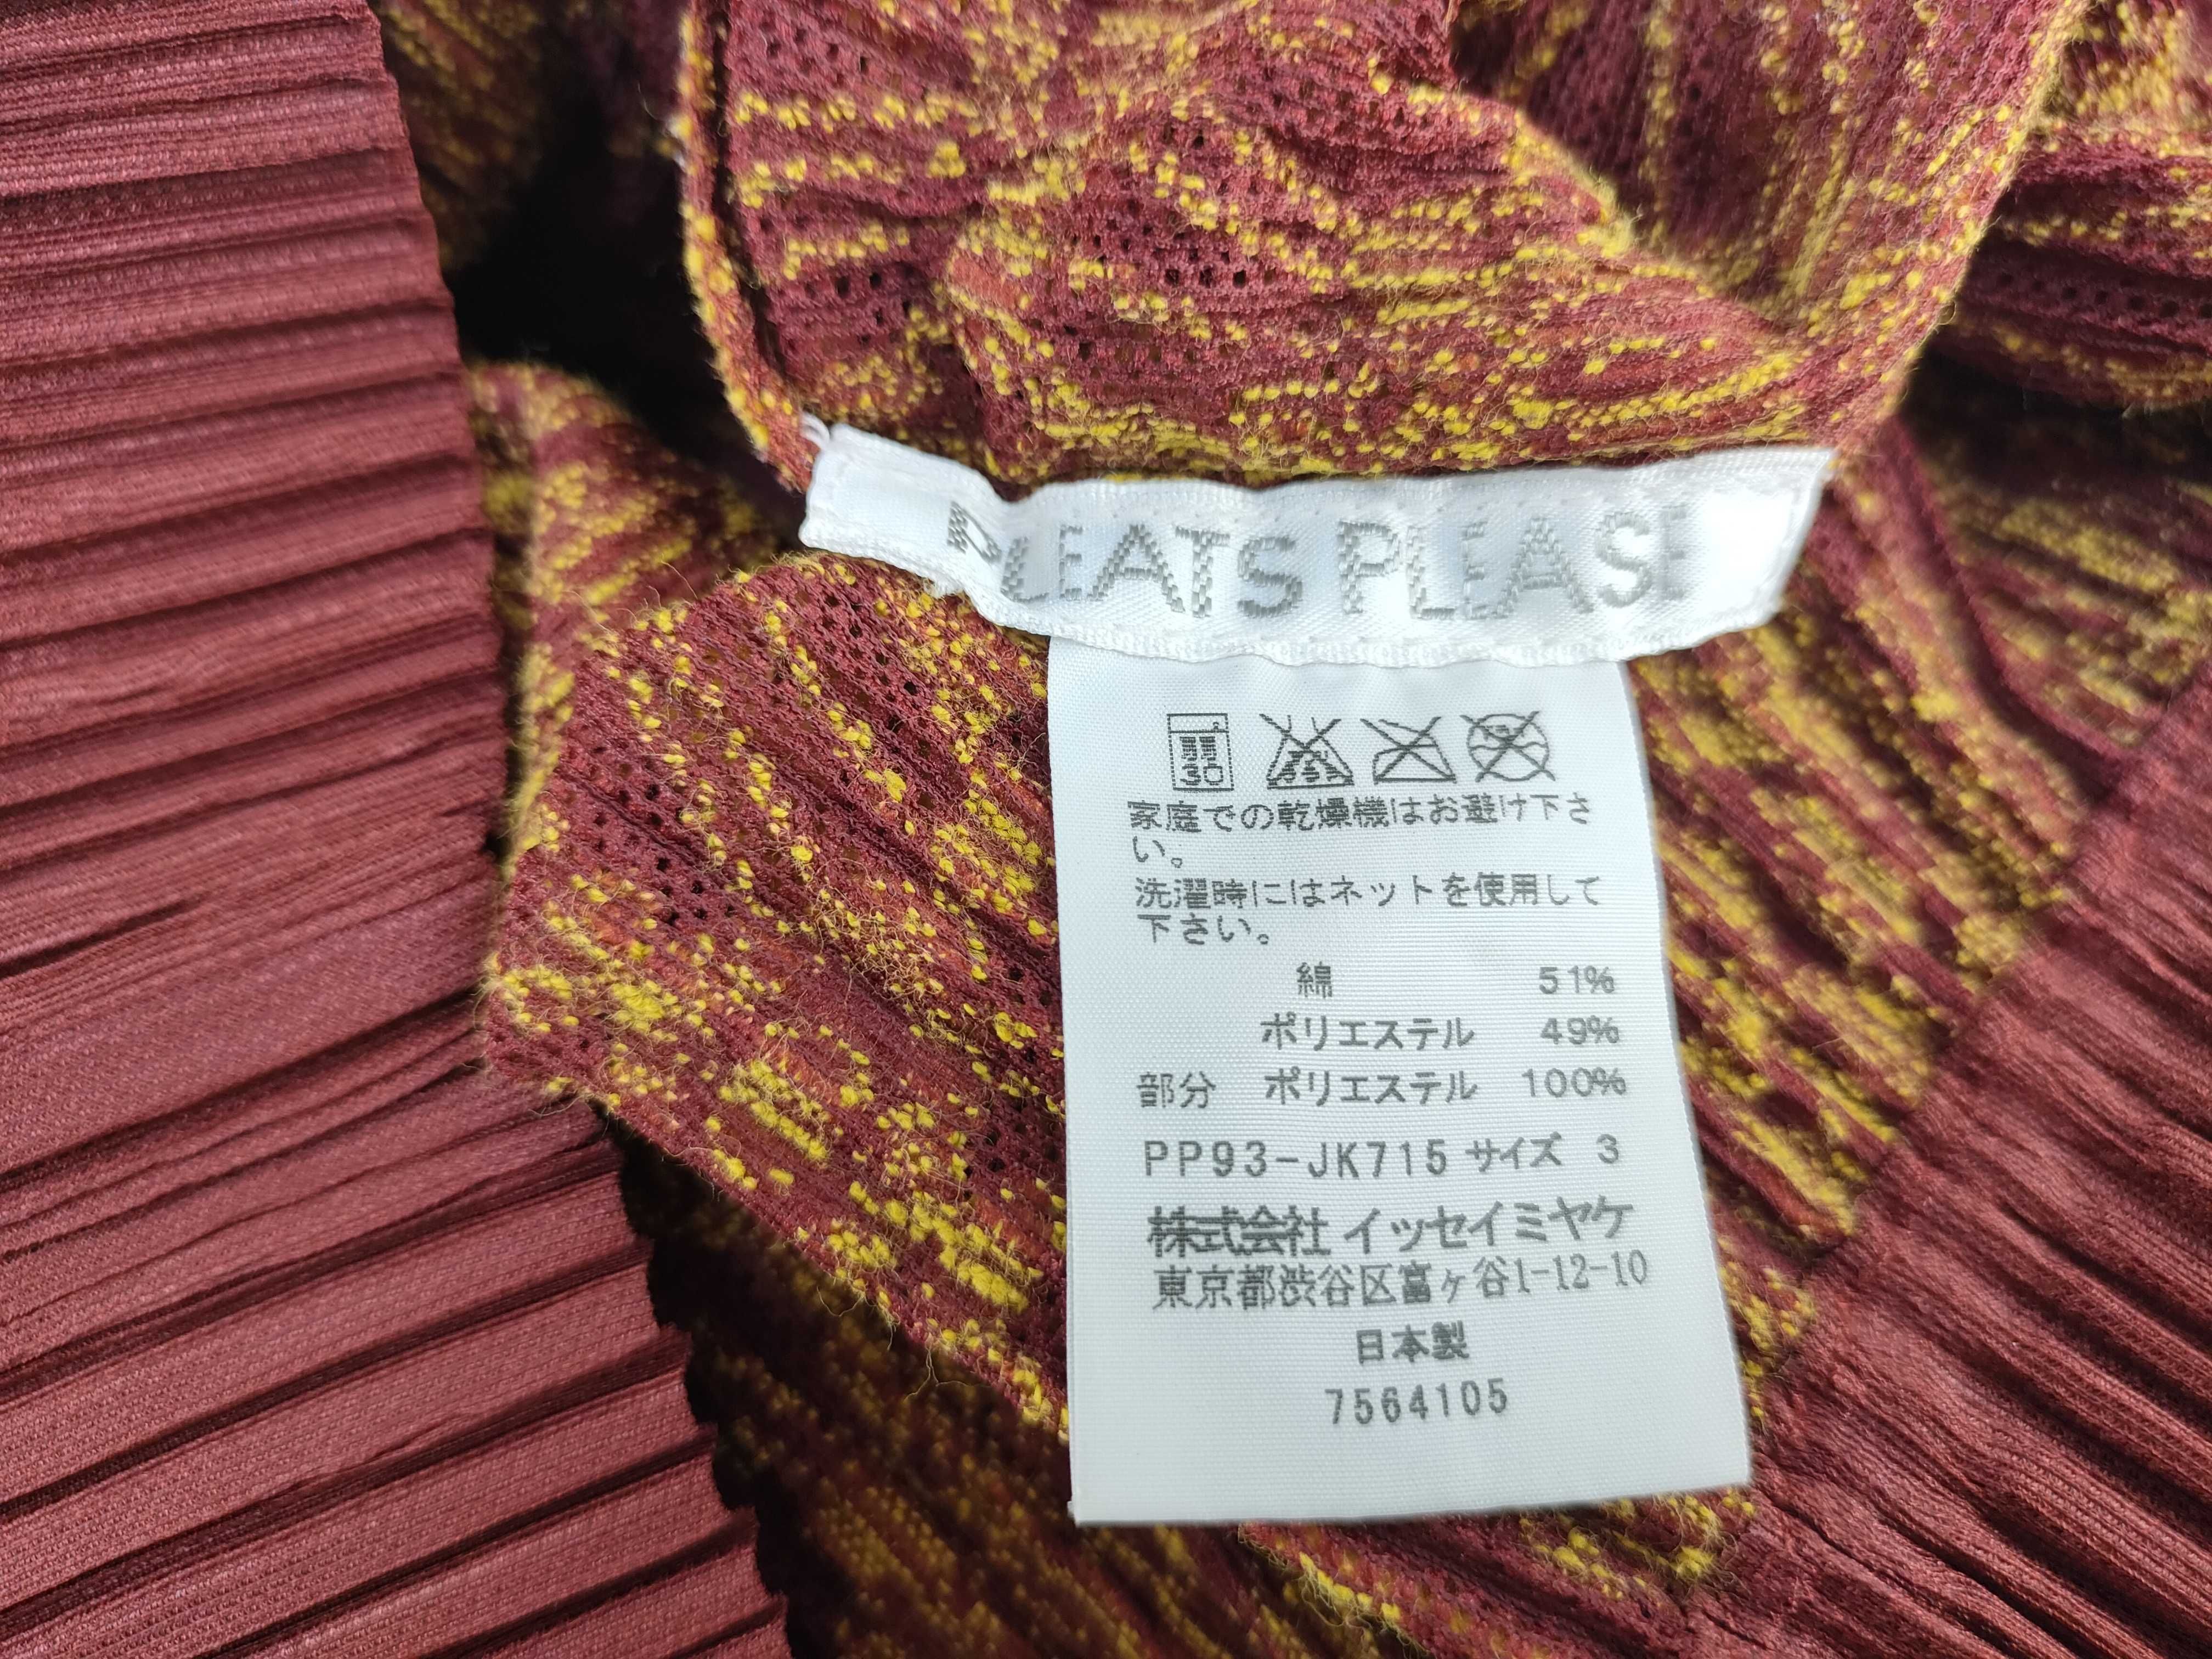 PLEATS PLEASE
弱
30
家庭での乾燥機はお避け下さ
い。
洗濯時にはネットを使用して
下さい。
綿 51%
ポリエステル 49%
部分 ポリエステル 100%
PP93-JK715 サイズ 3
株式会社 イッセイミヤケ
東京都渋谷区富ヶ谷1-12-10
日本製
7564105